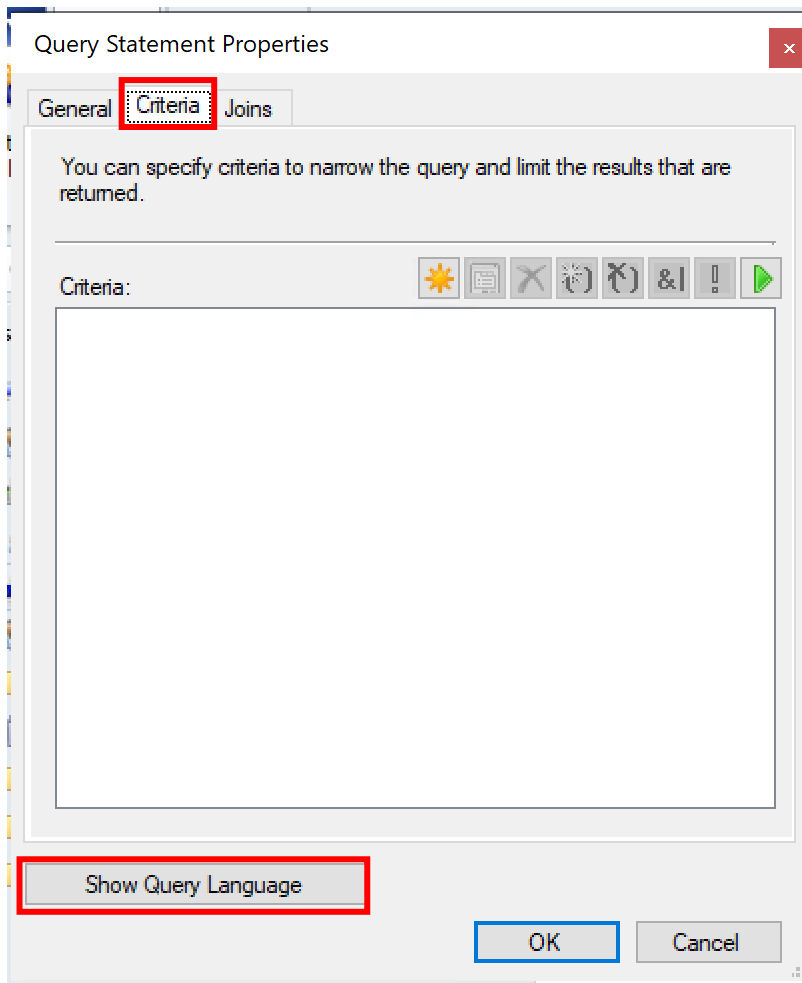 Query Statement Properties
General Criteria Joins
You can specify criteria to narrow the query and limit the results that are
returned.
Criteria:
Show Query Language
OK Cancel